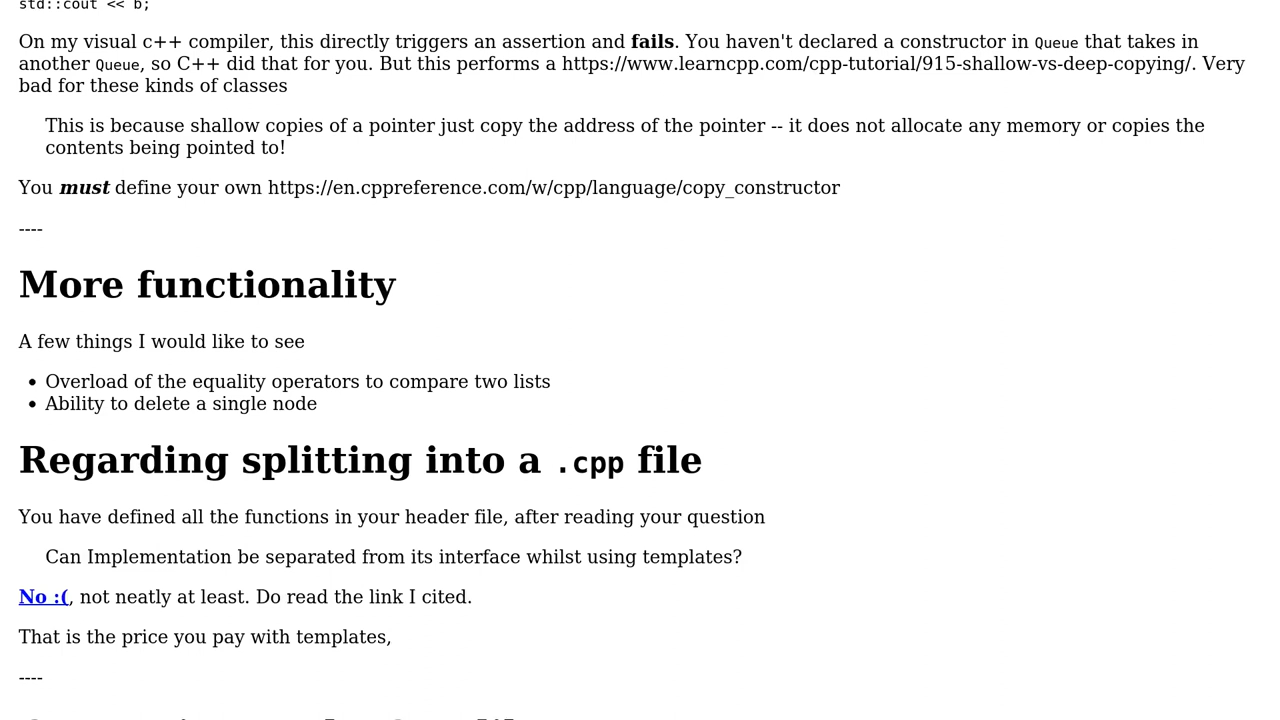 std::cout << b;
On my visual c++ compiler, this directly triggers an assertion and fails. You haven't declared a constructor in Queue that takes in
another Queue, so C++ did that for you. But this performs a https://www.learncpp.com/cpp-tutorial/915-shallow-vs-deep-copying/. Very
bad for these kinds of classes
This is because shallow copies of a pointer just copy the address of the pointer -- it does not allocate any memory or copies the
contents being pointed to!
You must define your own https://en.cppreference.com/w/cpp/language/copy_constructor
----
More functionality
A few things I would like to see
• Overload of the equality operators to compare two lists
• Ability to delete a single node
Regarding splitting into a .cpp file
You have defined all the functions in your header file, after reading your question
Can Implementation be separated from its interface whilst using templates?
No :(, not neatly at least. Do read the link I cited.
That is the price you pay with templates,
----